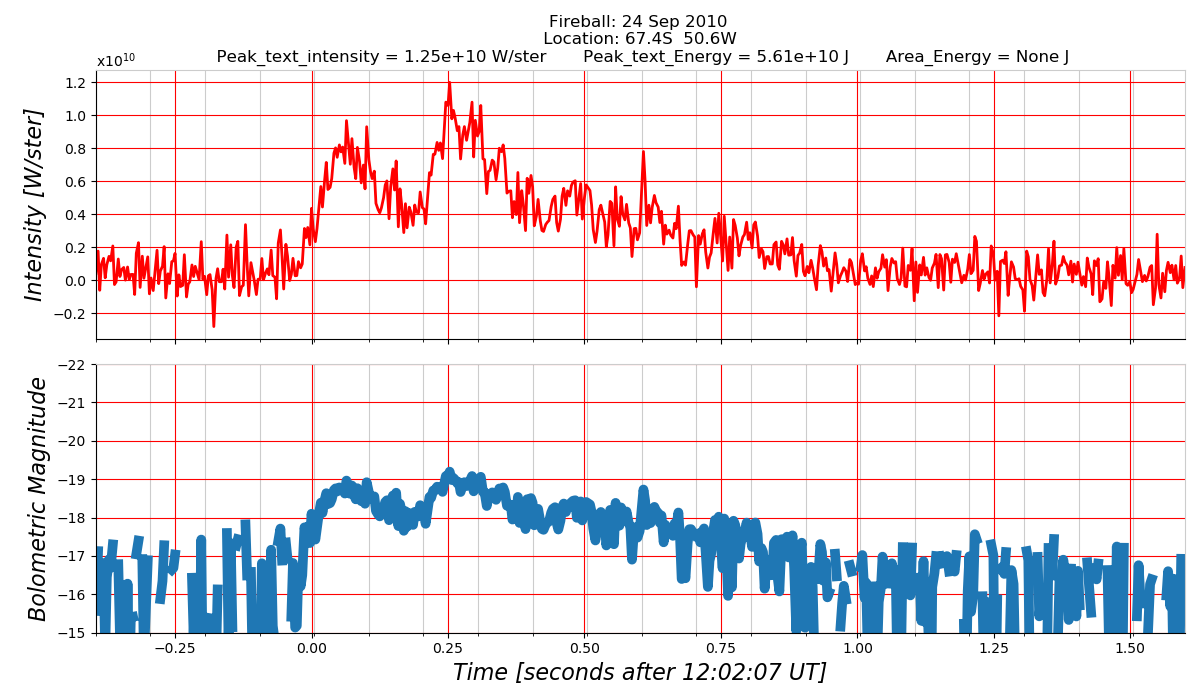 Fireball: 24 Sep 2010
Location: 67.4S  50.6W
Peak_text_intensity = 1.25e+10 W/ster       Peak_text_Energy = 5.61e+10 J       Area_Energy = None J
x10¹⁰
1.2
1.0
0.8
0.6
0.4
0.2
0.0
−0.2
Intensity [W/ster]
−22
−21
−20
−19
−18
−17
−16
−15
Bolometric Magnitude
−0.25 0.00 0.25 0.50 0.75 1.00 1.25 1.50
Time [seconds after 12:02:07 UT]